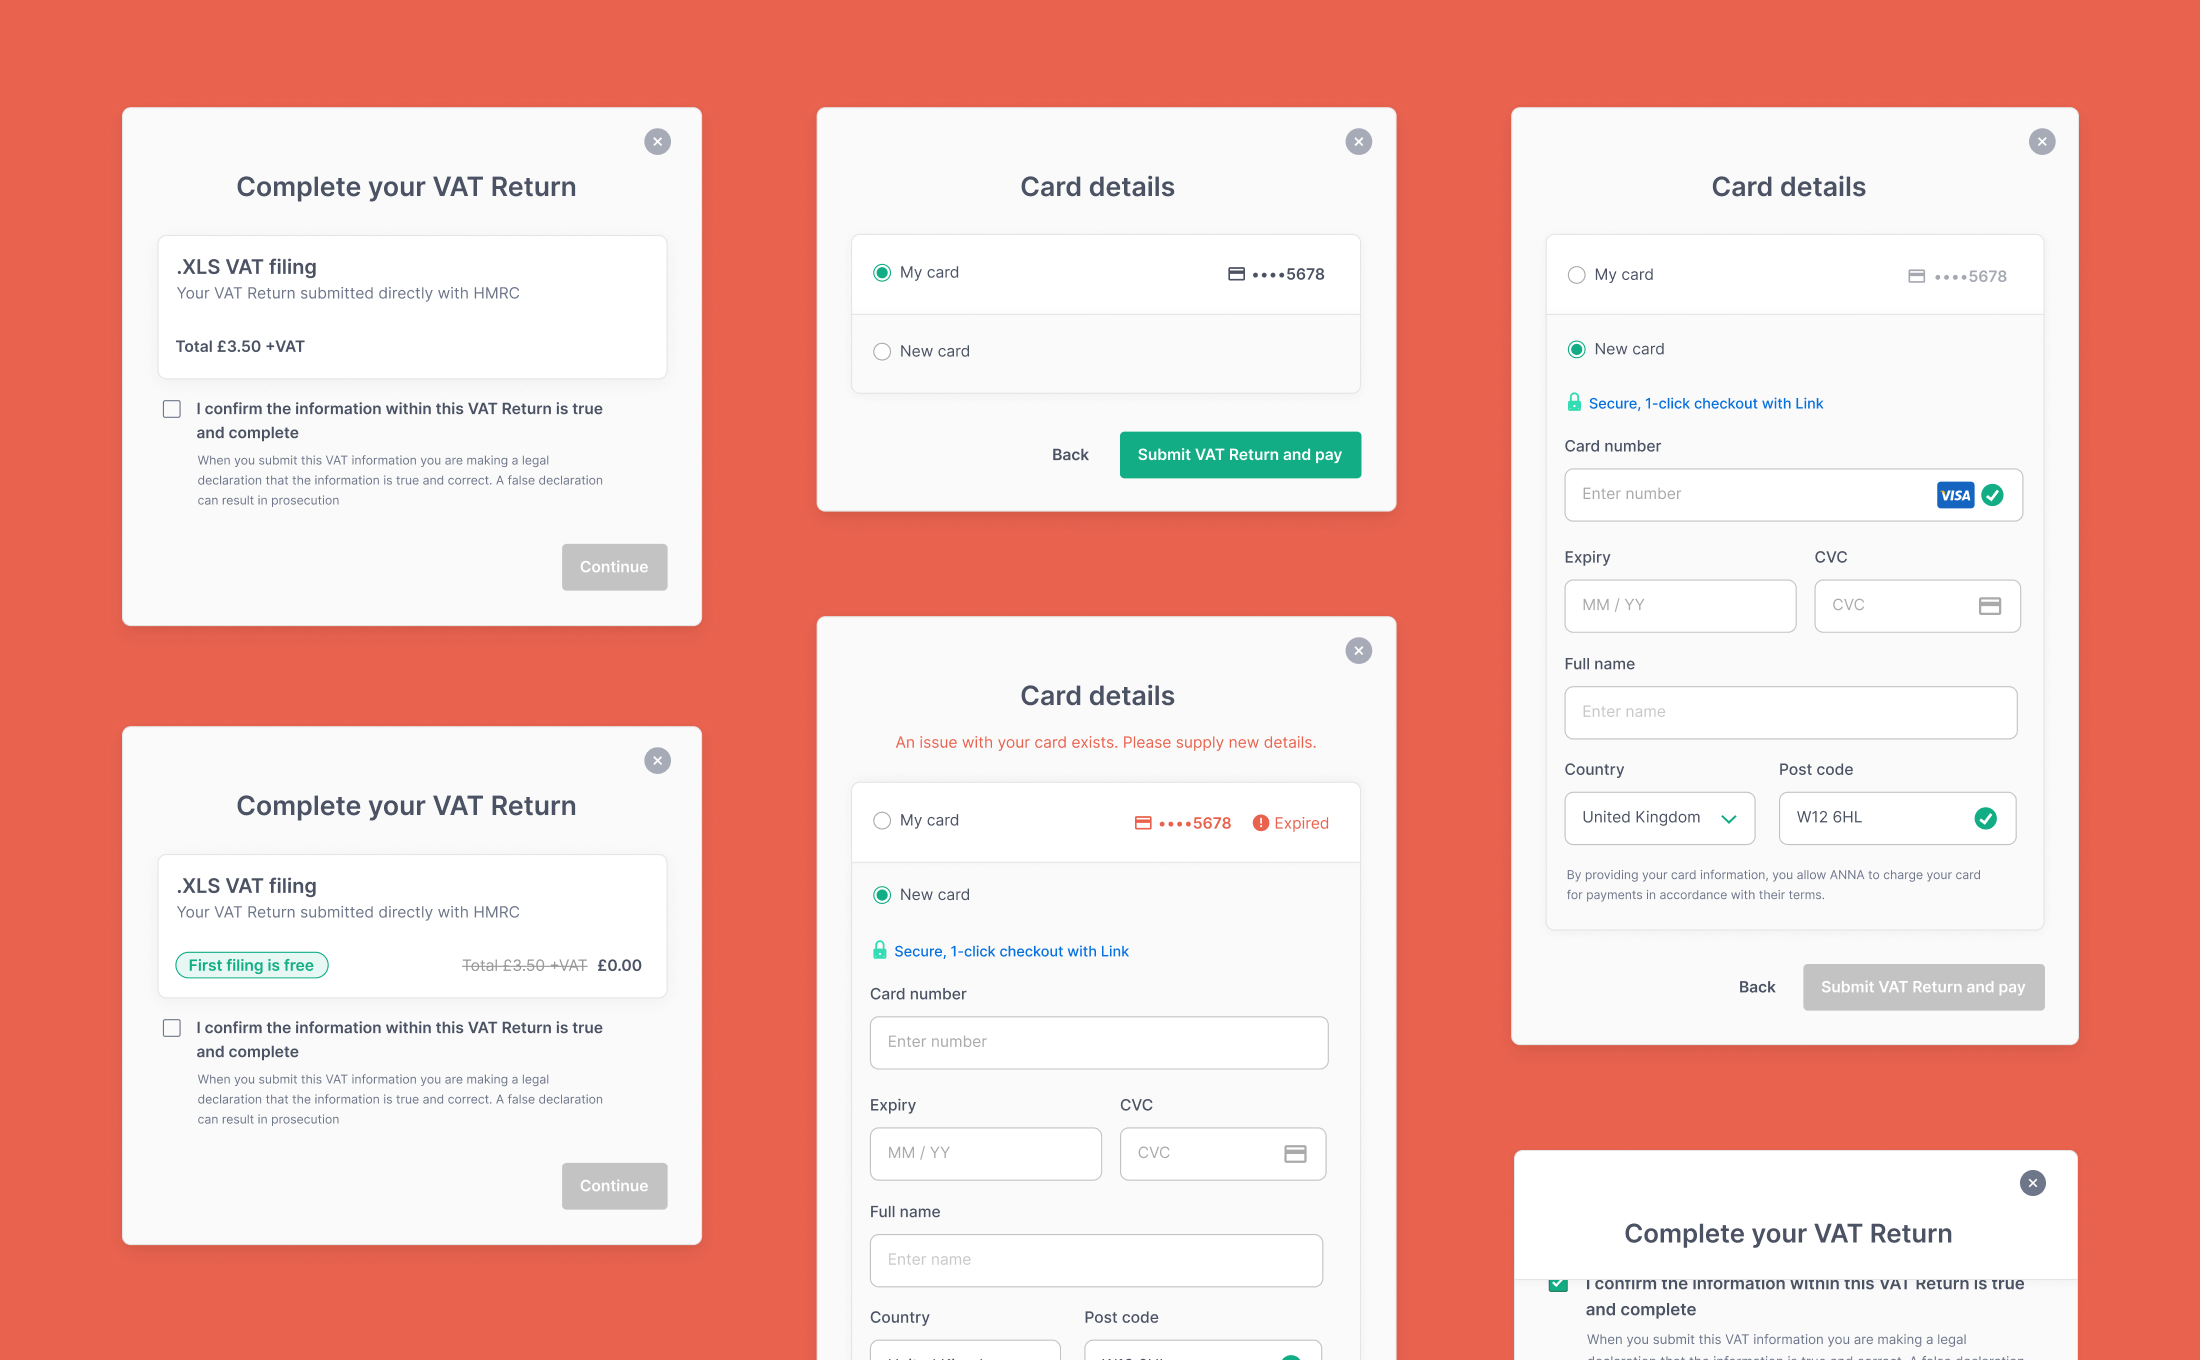 Complete your VAT Return
.XLS VAT filing
Your VAT Return submitted directly with HMRC
Total £3.50 +VAT
I confirm the information within this VAT Return is true
and complete
When you submit this VAT information you are making a legal
declaration that the information is true and correct. A false declaration
can result in prosecution
Continue
Complete your VAT Return
.XLS VAT filing
Your VAT Return submitted directly with HMRC
First filing is free Total £3.50 +VAT £0.00
I confirm the information within this VAT Return is true
and complete
When you submit this VAT information you are making a legal
declaration that the information is true and correct. A false declaration
can result in prosecution
Continue
Card details
My card ••••5678
New card
Back Submit VAT Return and pay
Card details
An issue with your card exists. Please supply new details.
My card ••••5678 Expired
New card
Secure, 1-click checkout with Link
Card number
Enter number
Expiry CVC
MM / YY CVC
Full name
Enter name
Country Post code
Card details
My card ••••5678
New card
Secure, 1-click checkout with Link
Card number
Enter number VISA
Expiry CVC
MM / YY CVC
Full name
Enter name
Country Post code
United Kingdom W12 6HL
By providing your card information, you allow ANNA to charge your card
for payments in accordance with their terms.
Back Submit VAT Return and pay
Complete your VAT Return
I confirm the information within this VAT Return is true
and complete
When you submit this VAT information you are making a legal